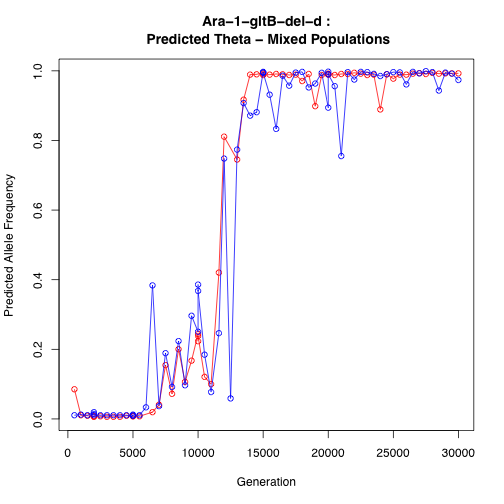 Ara−1−gltB−del−d :
Predicted Theta − Mixed Populations
Predicted Allele Frequency
1.0
0.8
0.6
0.4
0.2
0.0
0 5000 10000 15000 20000 25000 30000
Generation